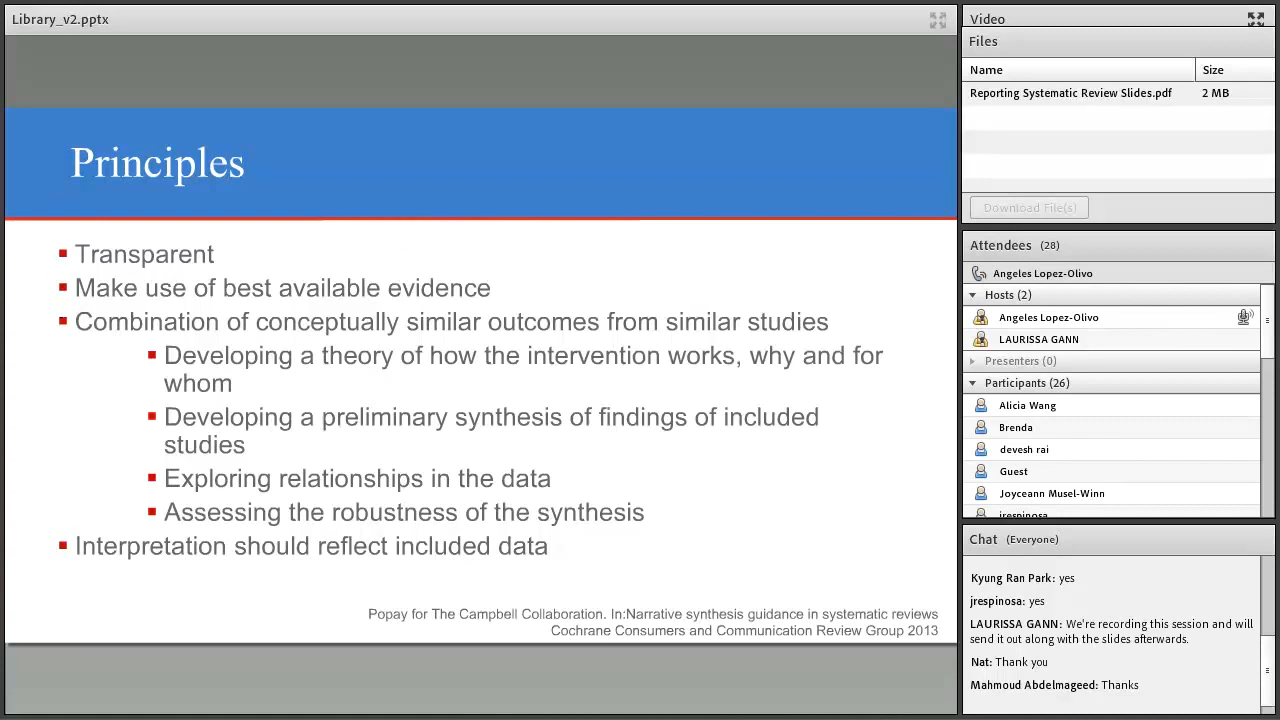 Library_v2.pptx
Principles
Transparent
Make use of best available evidence
Combination of conceptually similar outcomes from similar studies
Developing a theory of how the intervention works, why and for
whom
Developing a preliminary synthesis of findings of included
studies
Exploring relationships in the data
Assessing the robustness of the synthesis
Interpretation should reflect included data
Popay for The Campbell Collaboration. In:Narrative synthesis guidance in systematic reviews
Cochrane Consumers and Communication Review Group 2013
Video
Files
Name Size
Reporting Systematic Review Slides.pdf 2 MB
Download File(s)
Attendees (28)
Angeles Lopez-Olivo
Hosts (2)
Angeles Lopez-Olivo
LAURISSA GANN
Presenters (0)
Participants (26)
Alicia Wang
Brenda
devesh rai
Guest
Joyceann Musel-Winn
jrespinosa
Chat (Everyone)
Kyung Ran Park: yes
jrespinosa: yes
LAURISSA GANN: We're recording this session and will
send it out along with the slides afterwards.
Nat: Thank you
Mahmoud Abdelmageed: Thanks